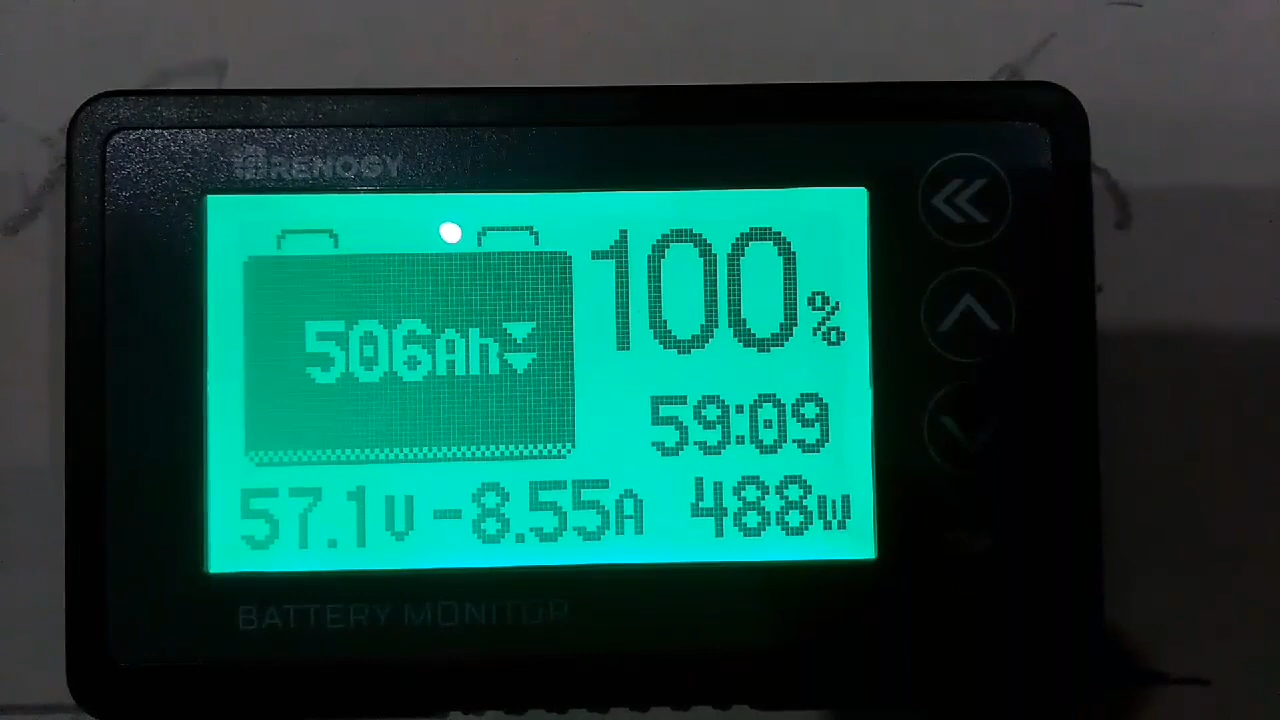 RENOGY
506Ah
100%
59:09
57.1V -8.55A 488W
BATTERY MONITOR